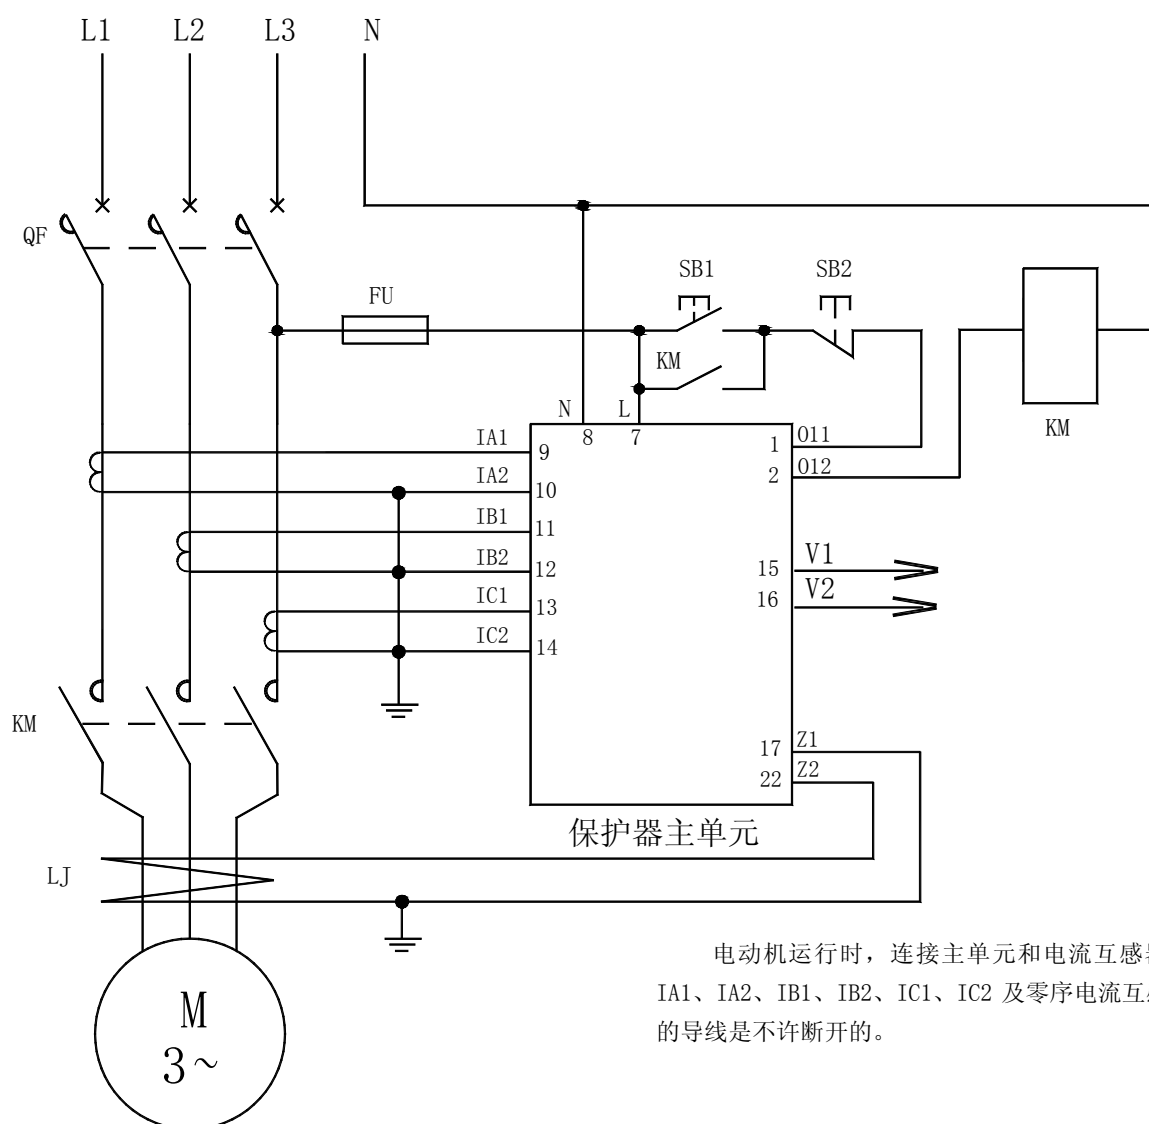 L1 L2 L3 N
QF
SB1 SB2
FU
KM
N L
KM
8 7
IA1 9
1 O11
IA2 10
2 O12
IB1 11
IB2 12
15 V1
IC1 13
16 V2
IC2 14
KM
17 Z1
22 Z2
保护器主单元
LJ
电动机运行时，连接主单元和电流互感
IA1、IA2、IB1、IB2、IC1、IC2 及零序电流互
的导线是不许断开的。
M
3~